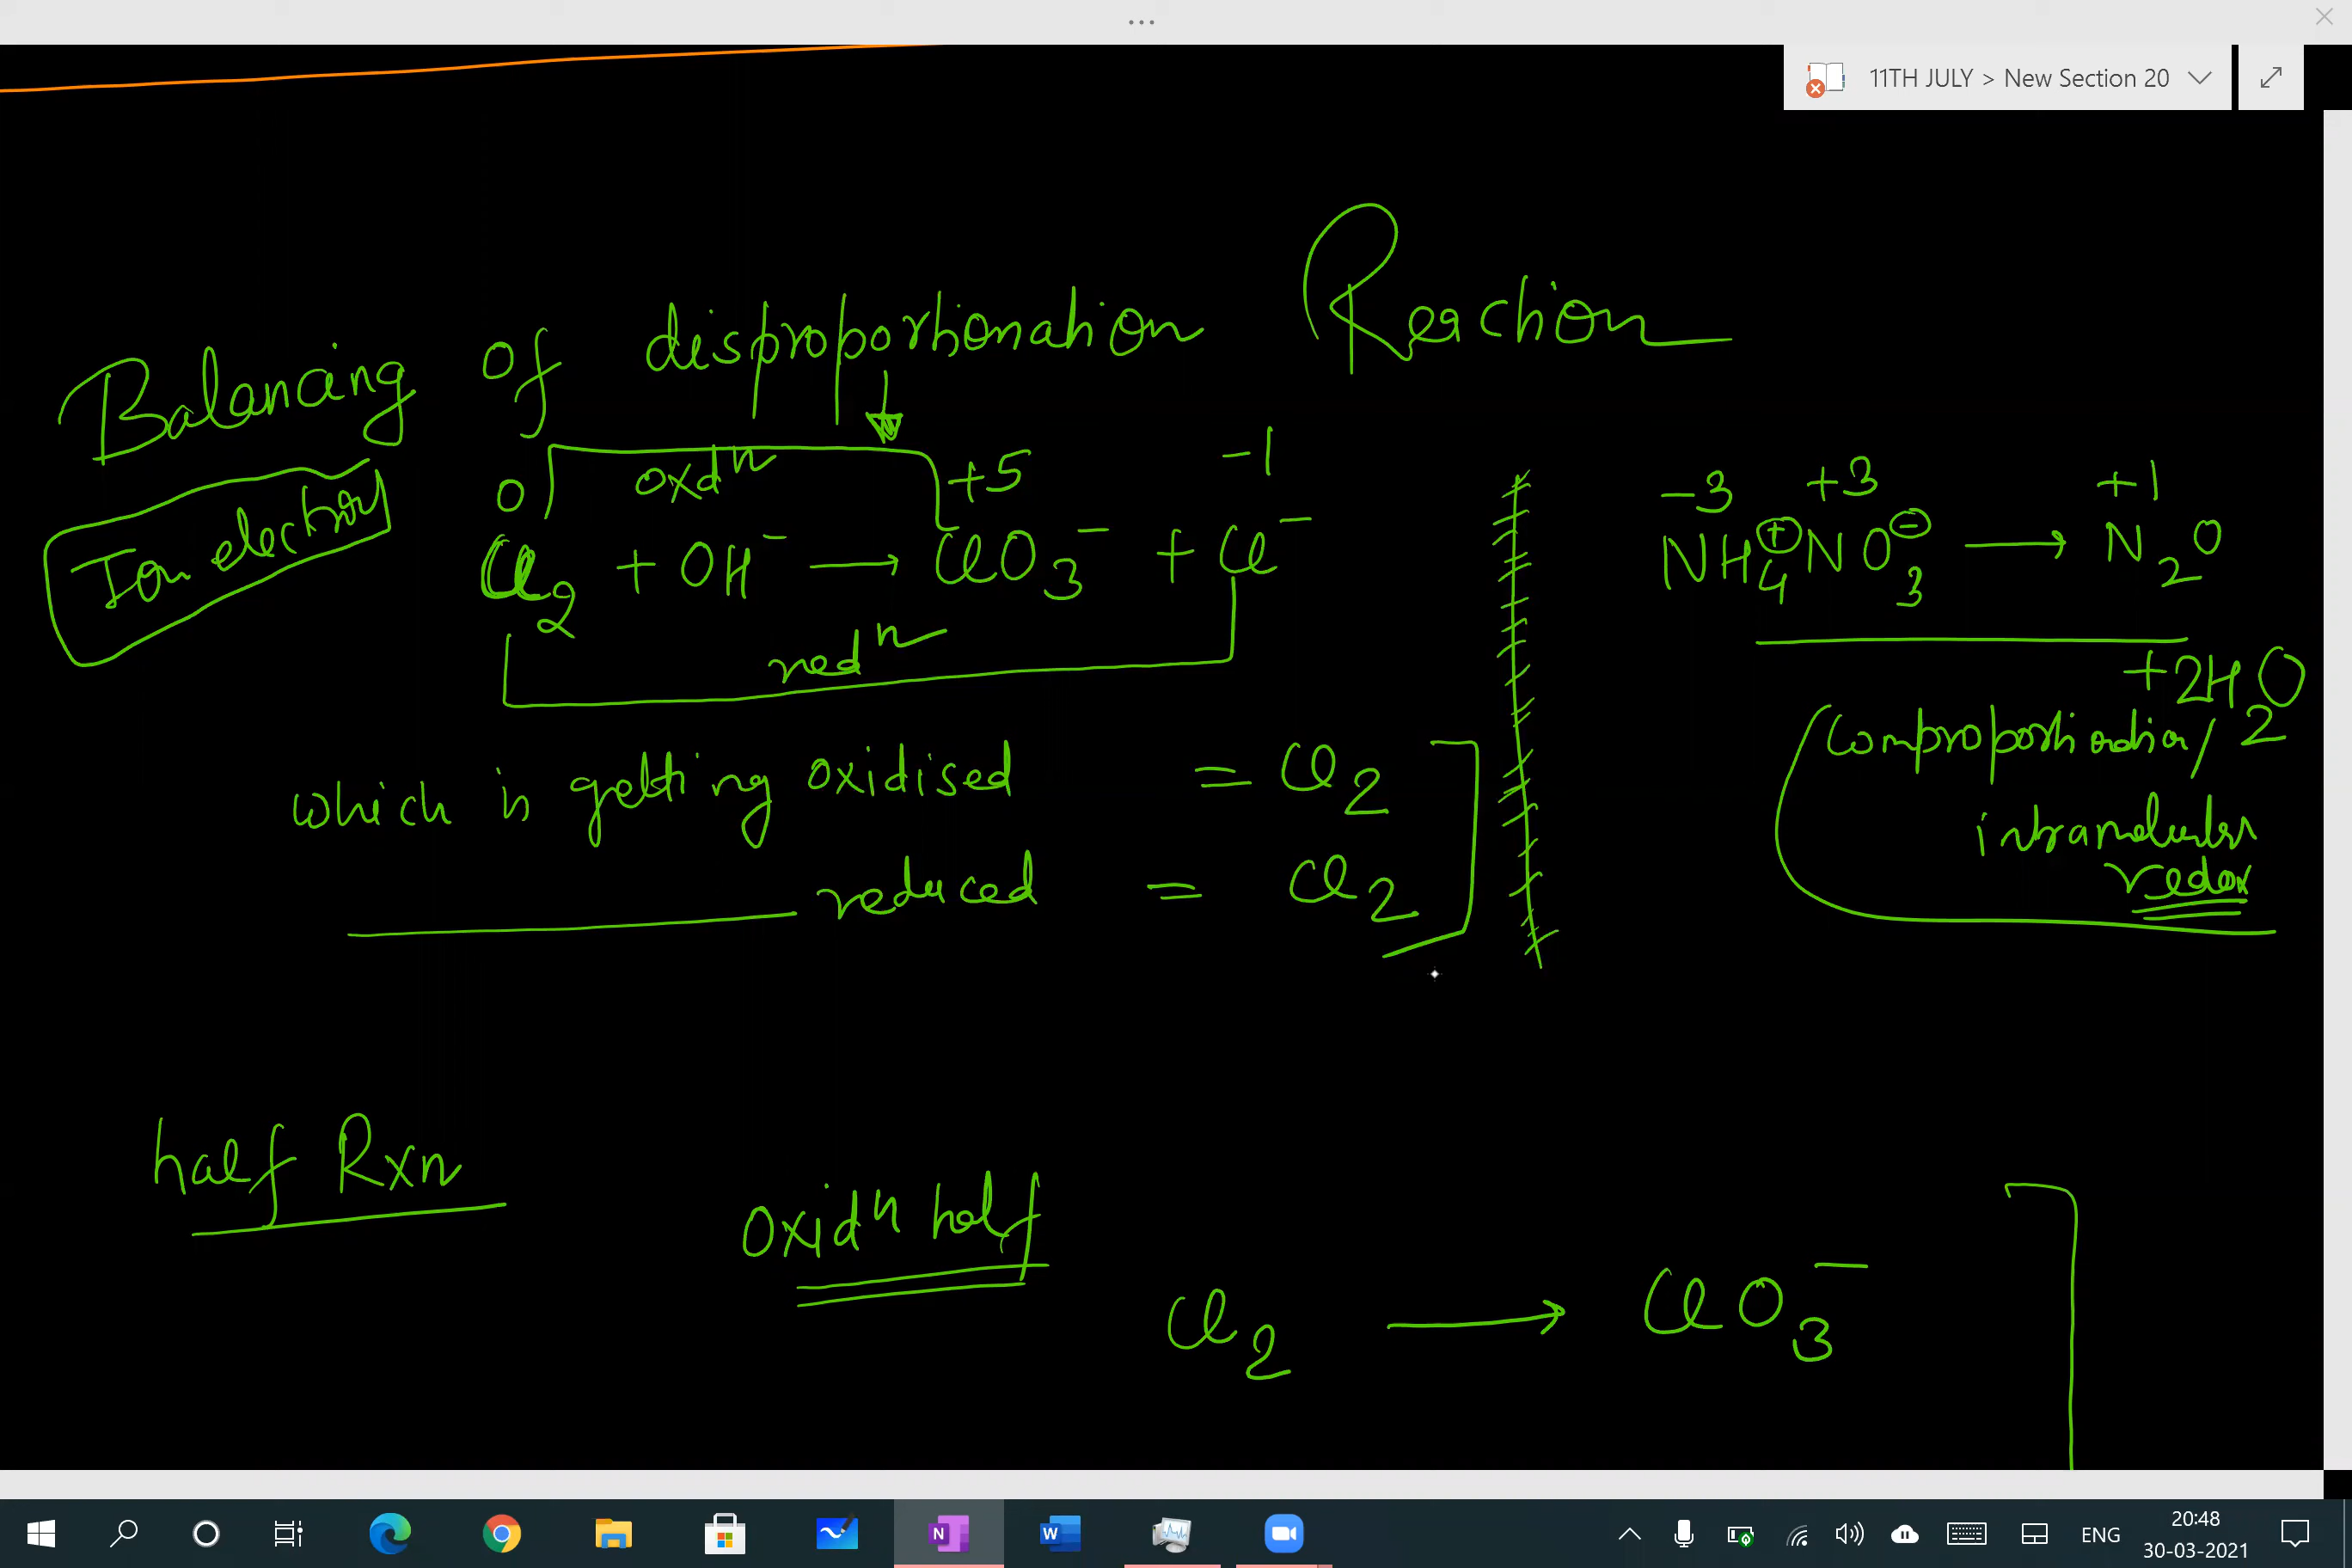 11TH JULY > New Section 20
Balancing of disproportionation Reaction
Ion electron
0 oxdⁿ +5 -1
Cl₂ + OH⁻ → ClO₃⁻ + Cl⁻
redⁿ
-3 +3 +1
NH₄⁺NO₃⁻ → N₂O
+2H₂O
(comproportionation/
intramolecular
redox
which is getting oxidised = Cl₂
reduced = Cl₂
half Rxn
oxidⁿ half
Cl₂ → ClO₃⁻
ENG
20:48
30-03-2021